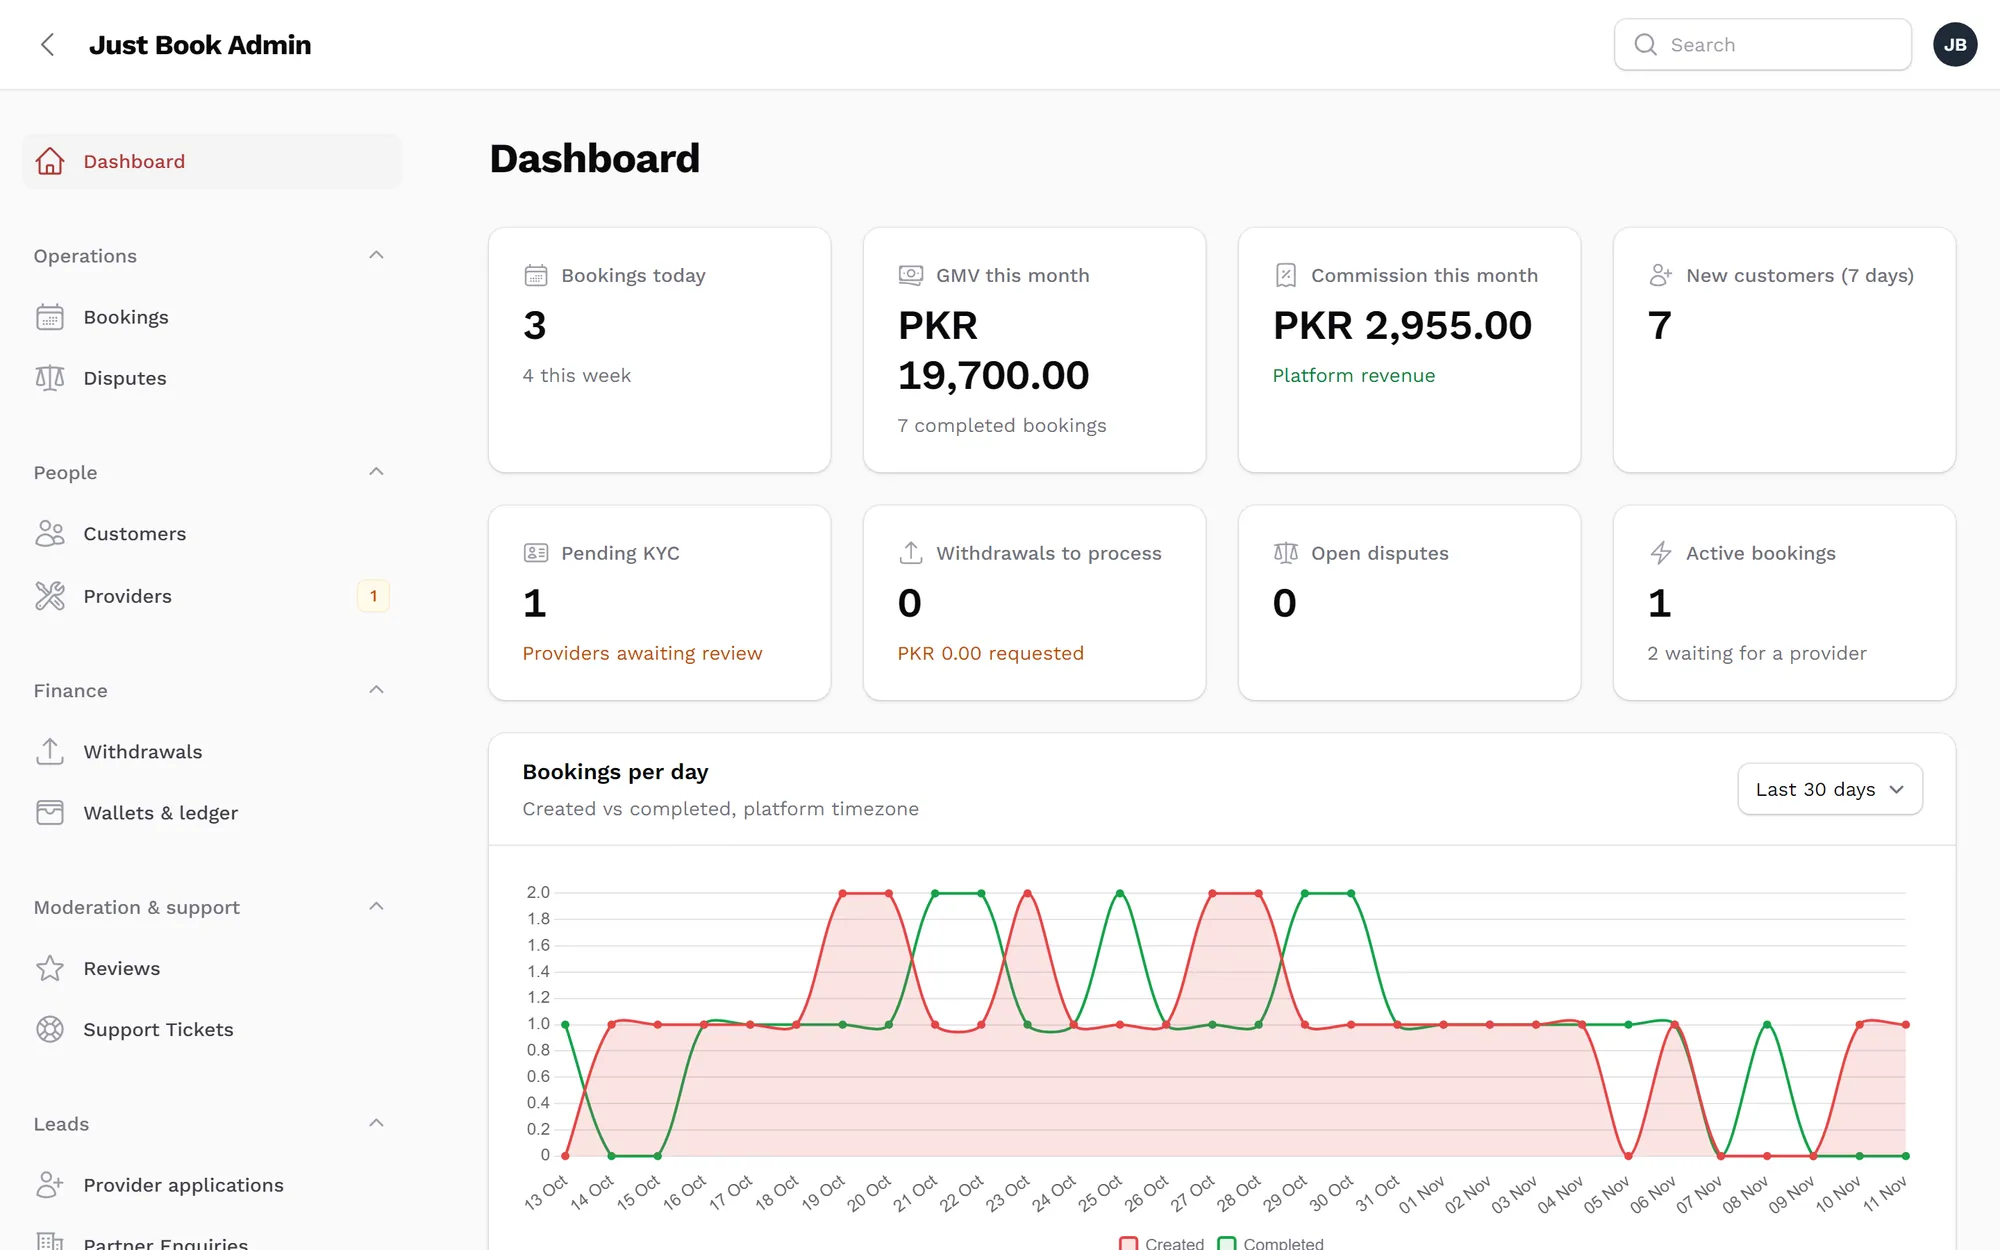 Just Book Admin
Search
JB
Dashboard
Operations
Bookings
Disputes
People
Customers
Providers
1
Finance
Withdrawals
Wallets & ledger
Moderation & support
Reviews
Support Tickets
Leads
Provider applications
Partner Enquiries
Dashboard
Bookings today
3
4 this week
GMV this month
PKR
19,700.00
7 completed bookings
Commission this month
PKR 2,955.00
Platform revenue
New customers (7 days)
7
Pending KYC
1
Providers awaiting review
Withdrawals to process
0
PKR 0.00 requested
Open disputes
0
Active bookings
1
2 waiting for a provider
Bookings per day
Created vs completed, platform timezone
Last 30 days
2.0
1.8
1.6
1.4
1.2
1.0
0.8
0.6
0.4
0.2
0
13 Oct
14 Oct
15 Oct
16 Oct
17 Oct
18 Oct
19 Oct
20 Oct
21 Oct
22 Oct
23 Oct
24 Oct
25 Oct
26 Oct
27 Oct
28 Oct
29 Oct
30 Oct
31 Oct
01 Nov
02 Nov
03 Nov
04 Nov
05 Nov
06 Nov
07 Nov
08 Nov
09 Nov
10 Nov
11 Nov
Created
Completed